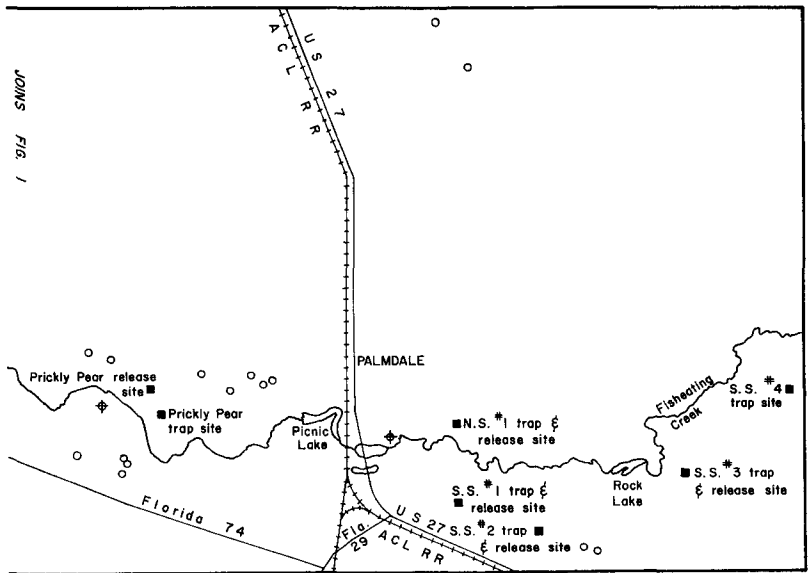 US 27
ACL RR
JOINS FIG. 1
PALMDALE
Prickly Pear release
site
Prickly Pear
trap site
Picnic
Lake
N.S. #1 trap &
release site
Fisheating
Creek
S.S. #4
trap site
S.S. #3 trap
& release site
Rock
Lake
S.S. #1 trap &
release site
S.S. #2 trap
& release site
Florida 74
Fla.
29
US 27
ACL RR